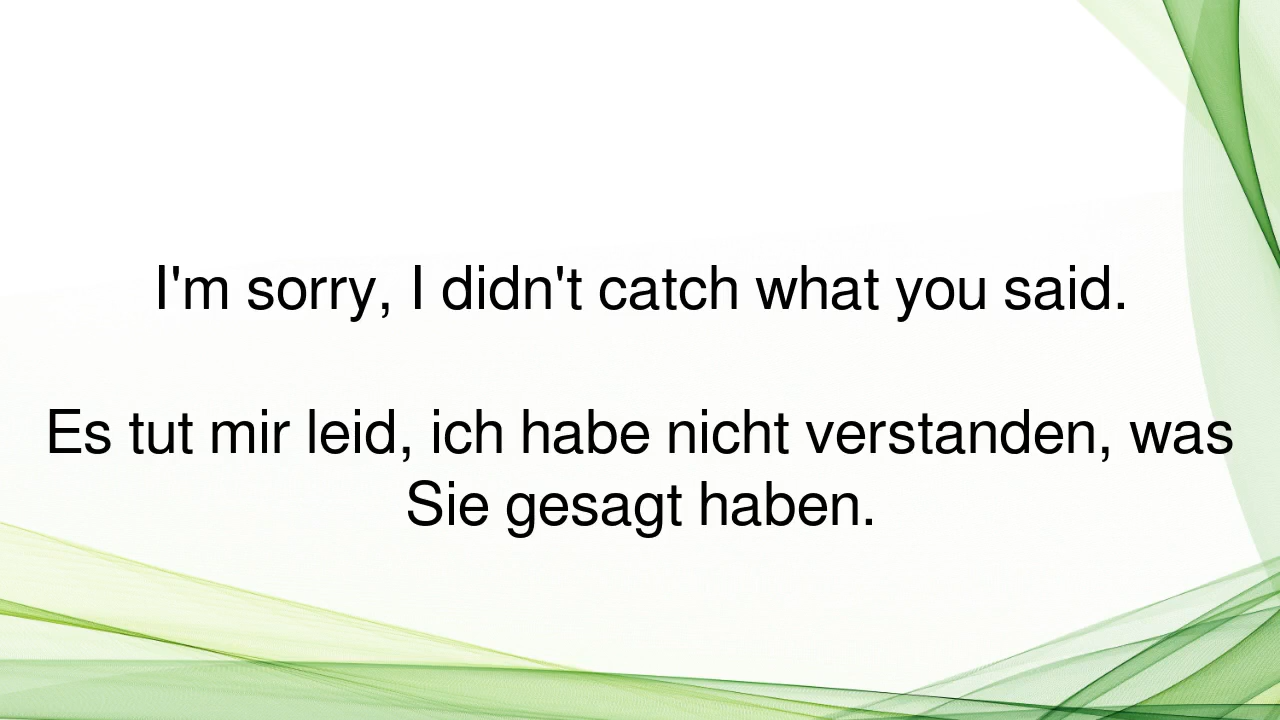 I'm sorry, I didn't catch what you said.
Es tut mir leid, ich habe nicht verstanden, was
Sie gesagt haben.